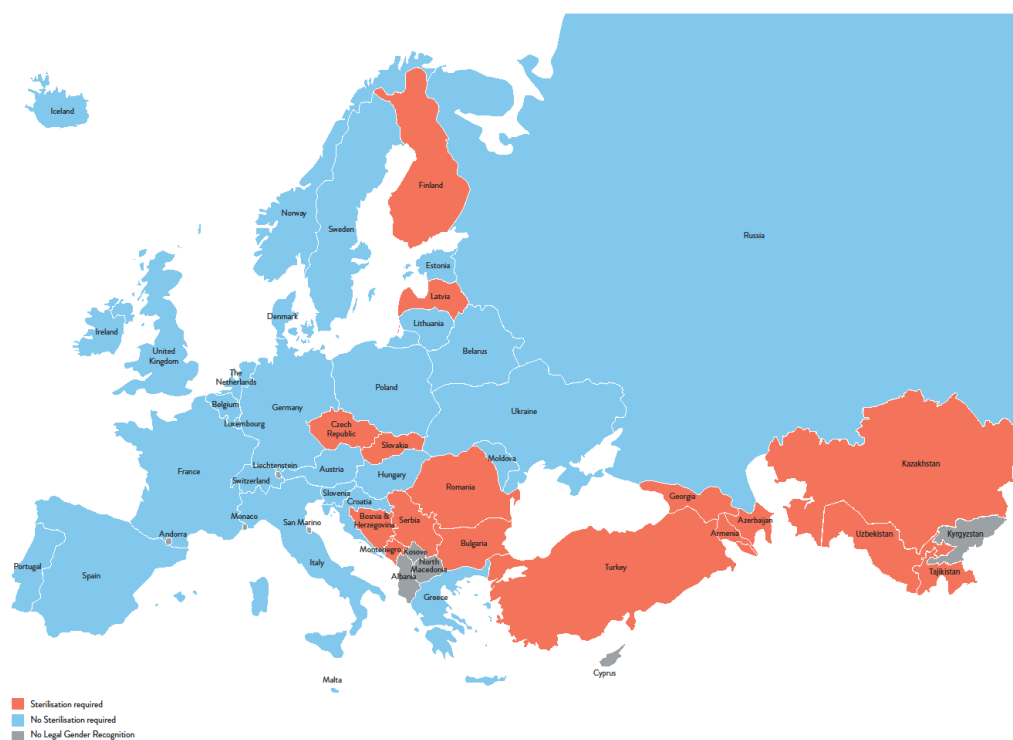 Iceland
Finland
Norway
Sweden
Russia
Estonia
Latvia
Denmark
Lithuania
Ireland
United
Kingdom
Belarus
The
Netherlands
Poland
Belgium
Germany
Ukraine
Luxembourg
Czech
Republic
Slovakia
Moldova
Liechtenstein
Austria
France
Switzerland
Hungary
Kazakhstan
Romania
Slovenia
Croatia
Georgia
Monaco
San Marino
Bosnia &
Herzegovina
Serbia
Azerbaijan
Andorra
Armenia
Uzbekistan
Kyrgyzstan
Bulgaria
Montenegro
Kosovo
Italy
North
Macedonia
Portugal
Spain
Albania
Turkey
Tajikistan
Greece
Cyprus
Malta
Sterilisation required
No Sterilisation required
No Legal Gender Recognition